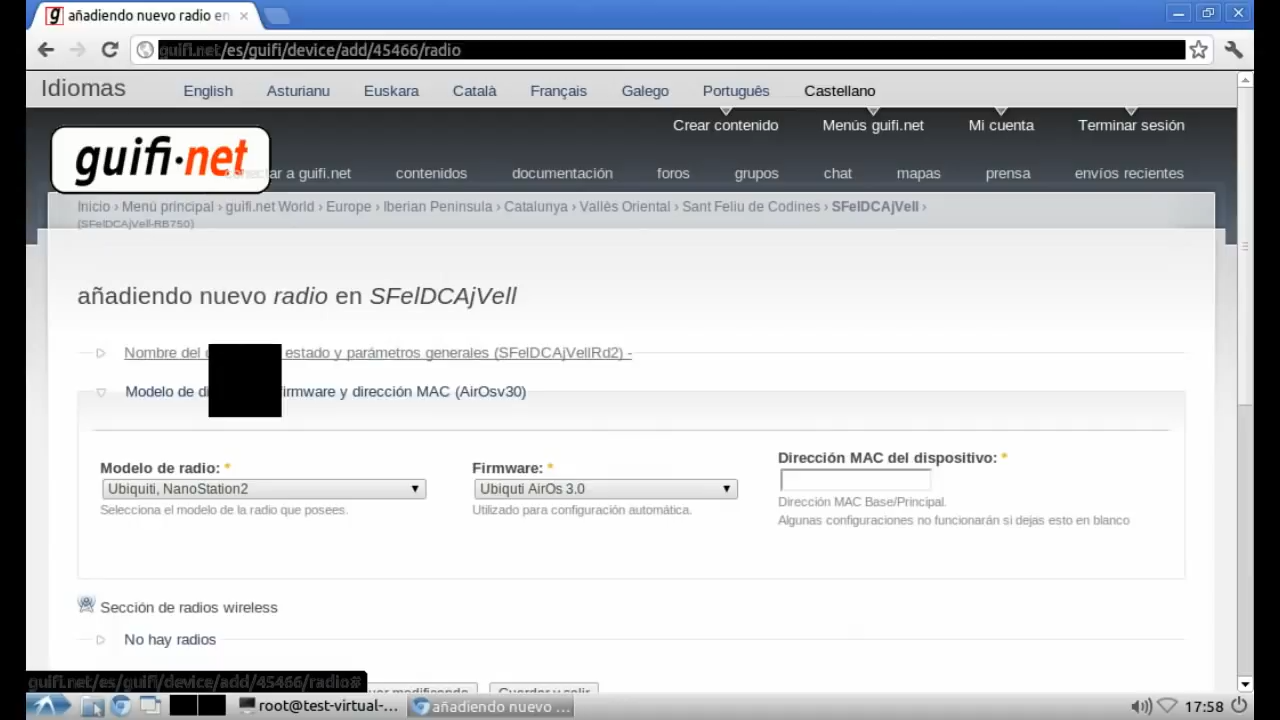 añadiendo nuevo radio en
guifi.net/es/guifi/device/add/45466/radio
Idiomas English Asturianu Euskara Català Français Galego Português Castellano
Crear contenido Menús guifi.net Mi cuenta Terminar sesión
guifi·net
a guifi.net contenidos documentación foros grupos chat mapas prensa envíos recientes
Inicio › Menú principal › guifi.net World › Europe › Iberian Peninsula › Catalunya › Vallès Oriental › Sant Feliu de Codines › SFelDCAjVell ›
(SFelDCAjVell-RB750)
añadiendo nuevo radio en SFelDCAjVell
Nombre del estado y parámetros generales (SFelDCAjVellRd2) -
Modelo de firmware y dirección MAC (AirOsv30)
Modelo de radio: * Firmware: * Dirección MAC del dispositivo: *
Ubiquiti, NanoStation2 Ubiquti AirOs 3.0
Selecciona el modelo de la radio que posees. Utilizado para configuración automática. Dirección MAC Base/Principal.
Algunas configuraciones no funcionarán si dejas esto en blanco
Sección de radios wireless
No hay radios
guifi.net/es/guifi/device/add/45466/radio# modificando Guardar y salir
root@test-virtual-... añadiendo nuevo ... 17:58